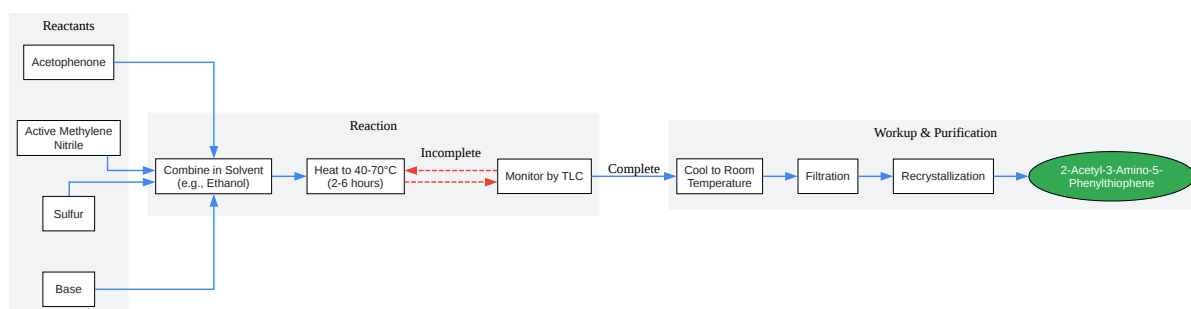 Reactants
Acetophenone
Active Methylene
Nitrile
Sulfur
Base
Reaction
Combine in Solvent
(e.g., Ethanol)
Heat to 40-70°C
(2-6 hours)
Incomplete
Monitor by TLC
Complete
Workup & Purification
Cool to Room
Temperature
Filtration
Recrystallization
2-Acetyl-3-Amino-5-
Phenylthiophene